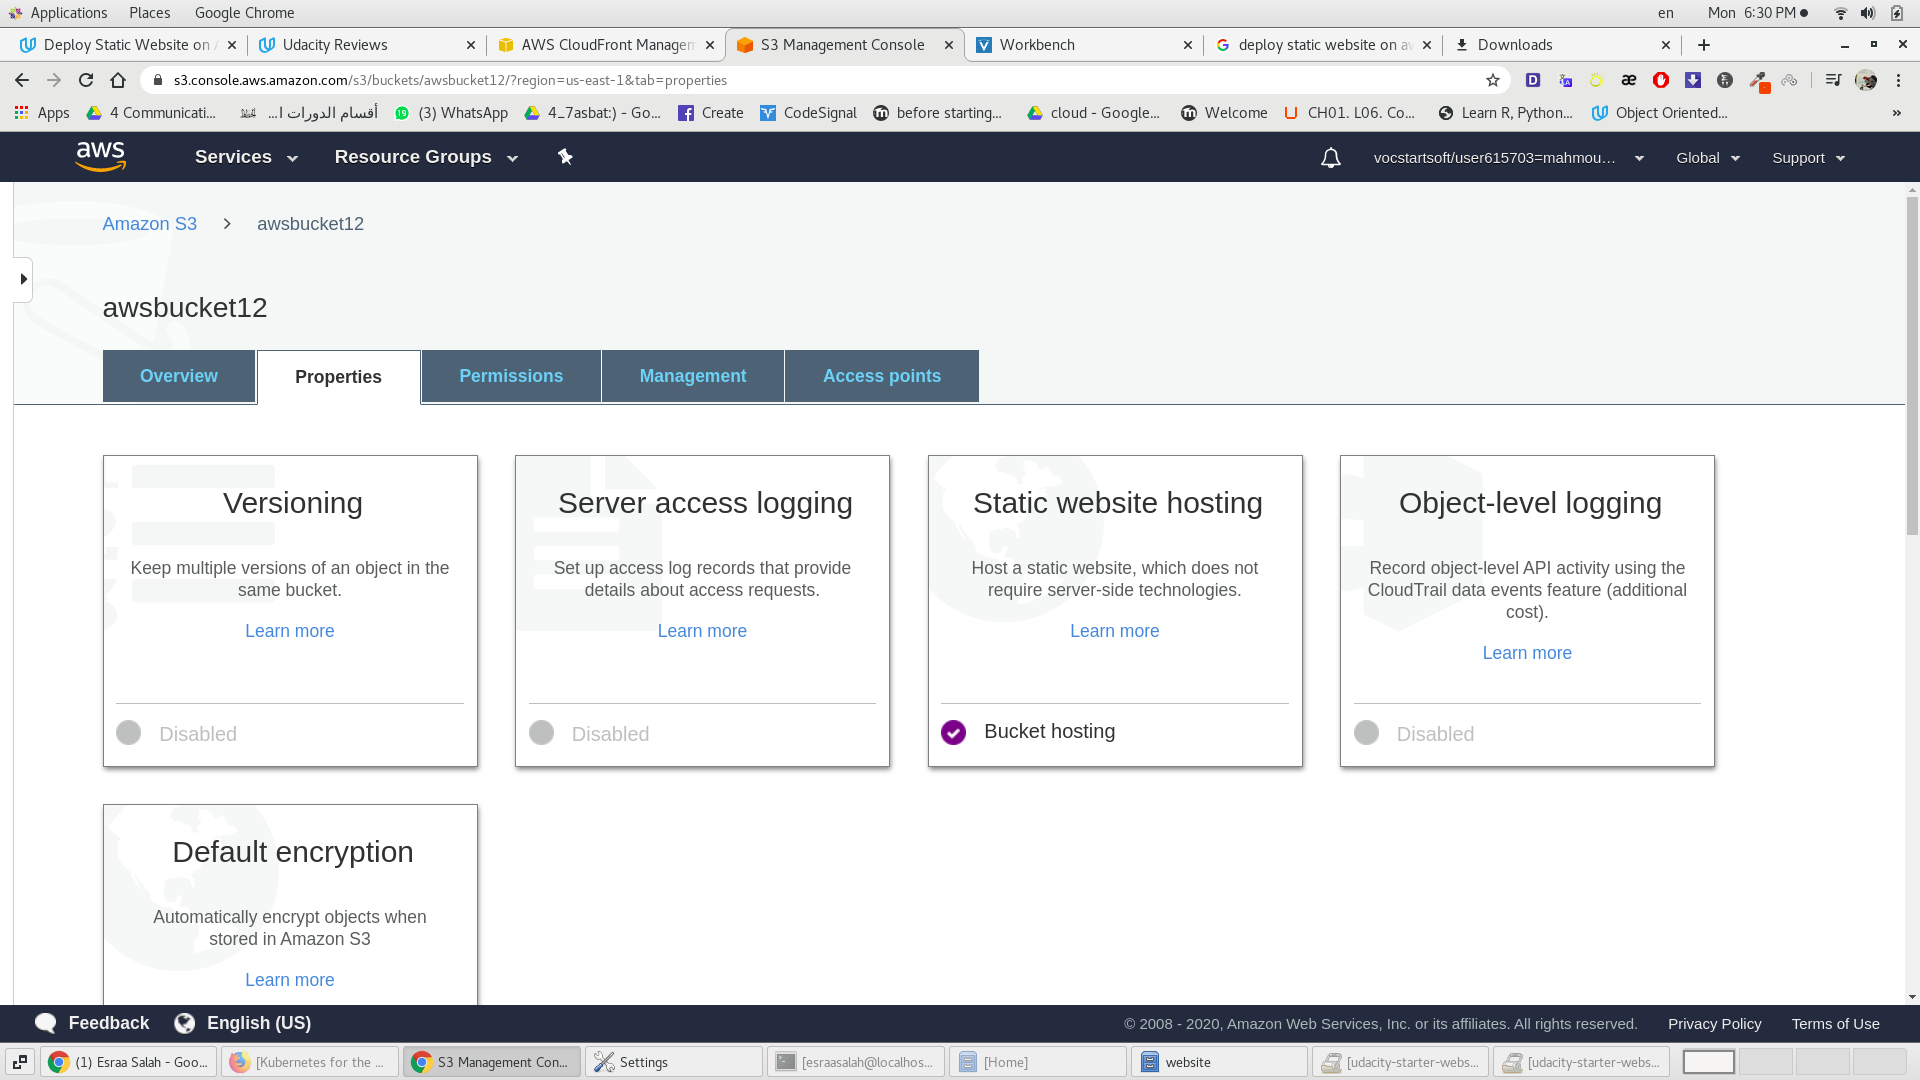 Applications Places Google Chrome en Mon 6:30 PM
Deploy Static Website on A Udacity Reviews AWS CloudFront Managem S3 Management Console Workbench deploy static website on aw Downloads
s3.console.aws.amazon.com/s3/buckets/awsbucket12/?region=us-east-1&tab=properties
Apps 4 Communicati... أقسام الدورات ا... (3) WhatsApp 4_7asbat:) - Go... Create CodeSignal before starting... cloud - Google... Welcome CH01. L06. Co... Learn R, Python... Object Oriented... »
aws Services Resource Groups vocstartsoft/user615703=mahmou... Global Support
Amazon S3 > awsbucket12
awsbucket12
Overview Properties Permissions Management Access points
Versioning
Keep multiple versions of an object in the
same bucket.
Learn more
Disabled
Server access logging
Set up access log records that provide
details about access requests.
Learn more
Disabled
Static website hosting
Host a static website, which does not
require server-side technologies.
Learn more
Bucket hosting
Object-level logging
Record object-level API activity using the
CloudTrail data events feature (additional
cost).
Learn more
Disabled
Default encryption
Automatically encrypt objects when
stored in Amazon S3
Learn more
Feedback English (US) © 2008 - 2020, Amazon Web Services, Inc. or its affiliates. All rights reserved. Privacy Policy Terms of Use
(1) Esraa Salah - Goo... [Kubernetes for the ... S3 Management Con... Settings [esraasalah@localhos... [Home] website [udacity-starter-webs... [udacity-starter-webs...